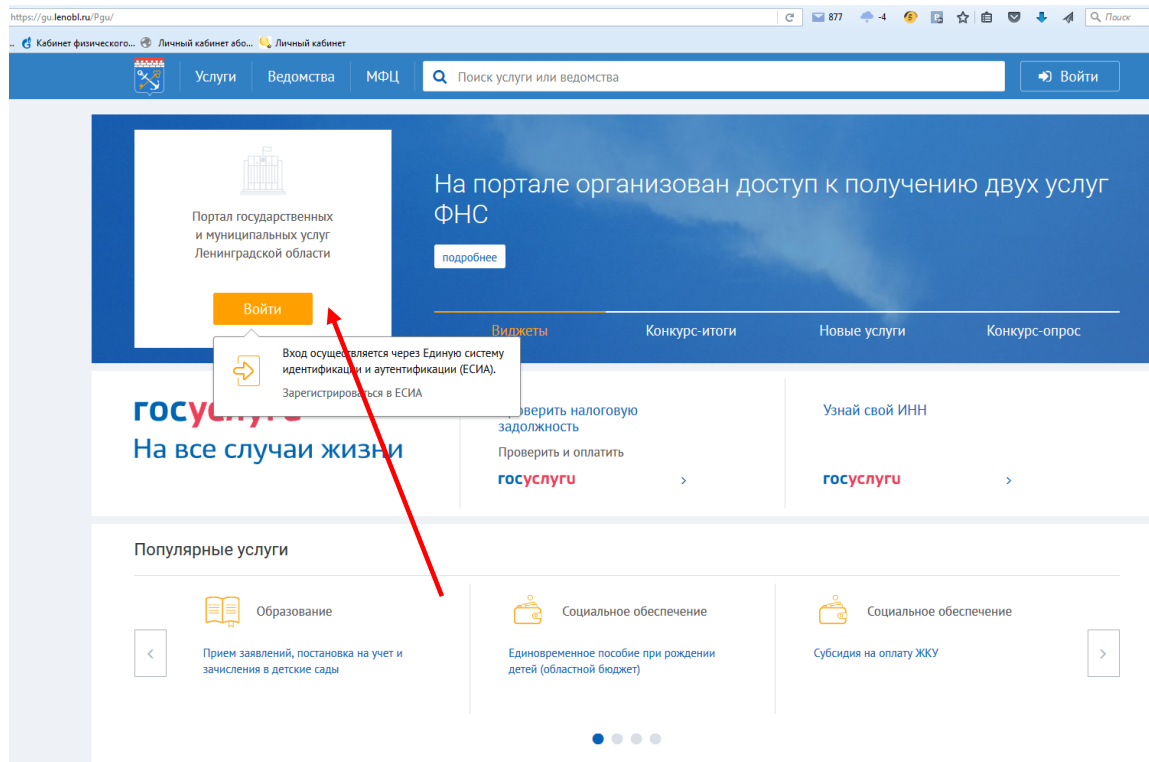 https://gu.lenobl.ru/Pgu/
877
-4
Поиск
Кабинет физического...
Личный кабинет або...
Личный кабинет
Услуги
Ведомства
МФЦ
Поиск услуги или ведомства
Войти
Портал государственных
и муниципальных услуг
Ленинградской области
Войти
На портале организован доступ к получению двух услуг
ФНС
подробнее
Виджеты
Конкурс-итоги
Новые услуги
Конкурс-опрос
Вход осуществляется через Единую систему
идентификации и аутентификации (ЕСИА).
Зарегистрироваться в ЕСИА
госуслуги
На все случаи жизни
Проверить налоговую
задолжность
Проверить и оплатить
госуслуги
Узнай свой ИНН
госуслуги
Популярные услуги
Образование
Прием заявлений, постановка на учет и
зачисления в детские сады
Социальное обеспечение
Единовременное пособие при рождении
детей (областной бюджет)
Социальное обеспечение
Субсидия на оплату ЖКУ